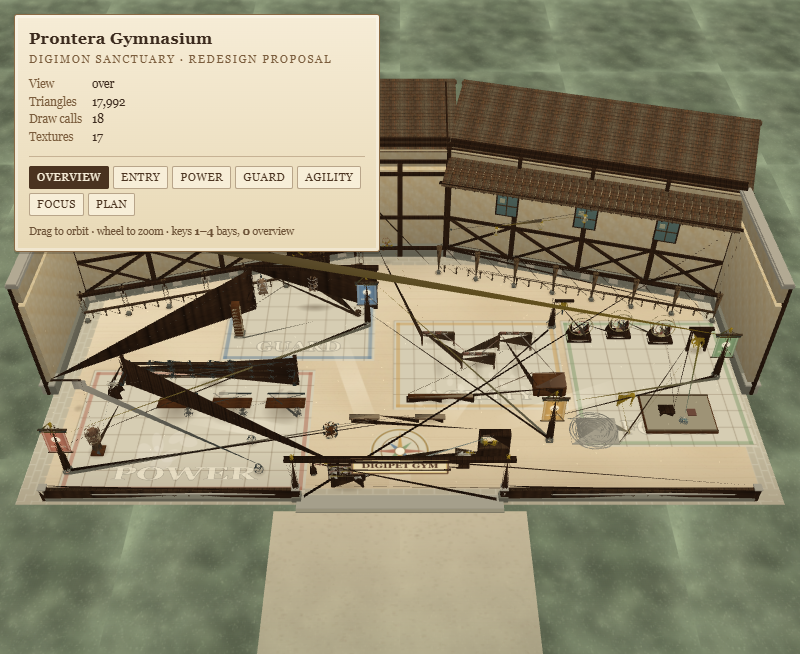 Prontera Gymnasium
DIGIMON SANCTUARY · REDESIGN PROPOSAL
View over
Triangles 17,992
Draw calls 18
Textures 17
OVERVIEW ENTRY POWER GUARD AGILITY
FOCUS PLAN
Drag to orbit · wheel to zoom · keys 1–4 bays, 0 overview
GUARD
POWER
DIGIPET GYM